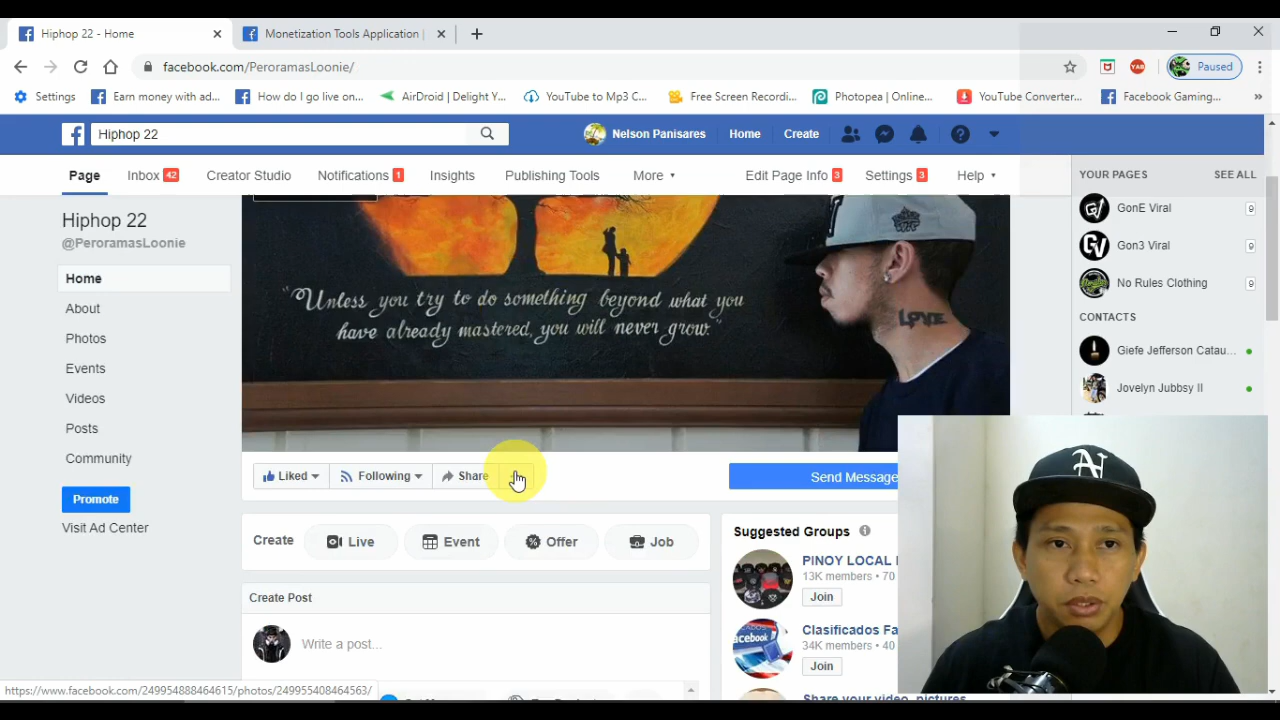 Hiphop 22 - Home
Monetization Tools Application |
facebook.com/PeroramasLoonie/
Paused
Settings
Earn money with ad...
How do I go live on...
AirDroid | Delight Y...
YouTube to Mp3 C...
Free Screen Recordi...
Photopea | Online...
YouTube Converter...
Facebook Gaming...
»
Hiphop 22
Nelson Panisares
Home
Create
Page
Inbox 42
Creator Studio
Notifications 1
Insights
Publishing Tools
More
Edit Page Info 3
Settings 3
Help
YOUR PAGES
SEE ALL
GonE Viral
9
Gon3 Viral
9
No Rules Clothing
9
CONTACTS
Giefe Jefferson Catau...
Jovelyn Jubbsy II
Hiphop 22
@PeroramasLoonie
Home
About
Photos
Events
Videos
Posts
Community
Promote
Visit Ad Center
"Unless you try to do something beyond what you
have already mastered, you will never grow."
LOVE
Liked
Following
Share
Send Message
Create
Live
Event
Offer
Job
Create Post
Write a post...
Suggested Groups
PINOY LOCAL
13K members • 70
Join
Clasificados Fa
34K members • 40
Join
Share your video, pictures
https://www.facebook.com/249954888464615/photos/249955408464563/